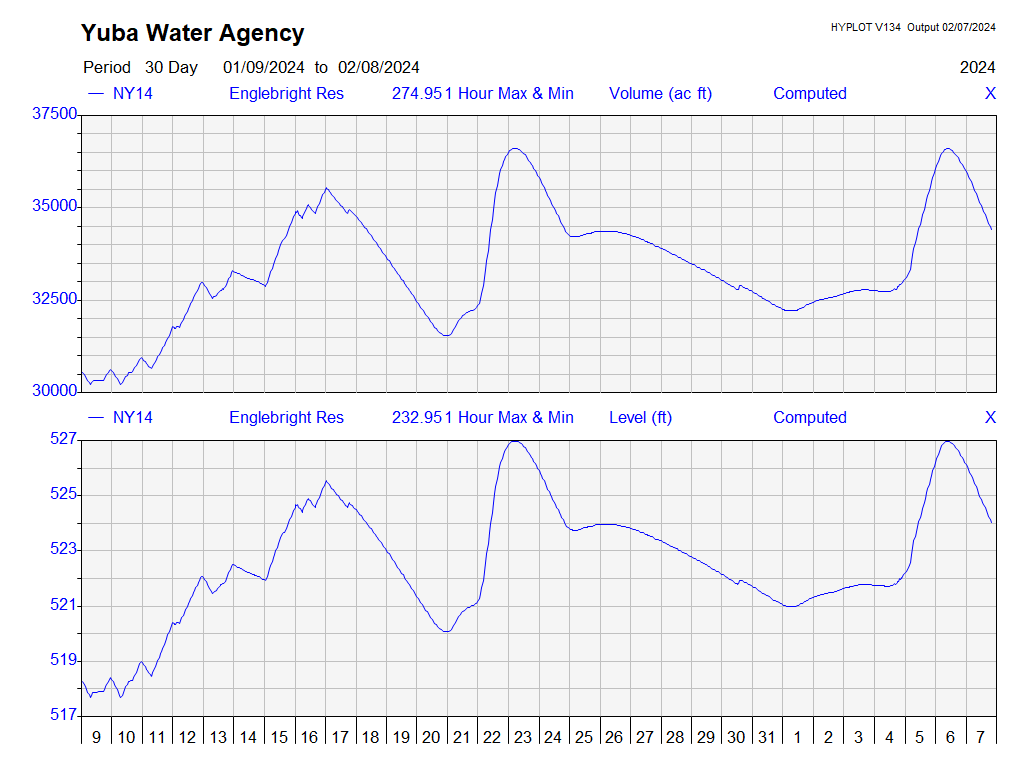 Yuba Water Agency
HYPLOT V134 Output 02/07/2024
Period 30 Day 01/09/2024 to 02/08/2024 2024
— NY14 Englebright Res 274.951 Hour Max & Min Volume (ac ft) Computed X
37500
35000
32500
30000
— NY14 Englebright Res 232.951 Hour Max & Min Level (ft) Computed X
527
525
523
521
519
517
9 10 11 12 13 14 15 16 17 18 19 20 21 22 23 24 25 26 27 28 29 30 31 1 2 3 4 5 6 7